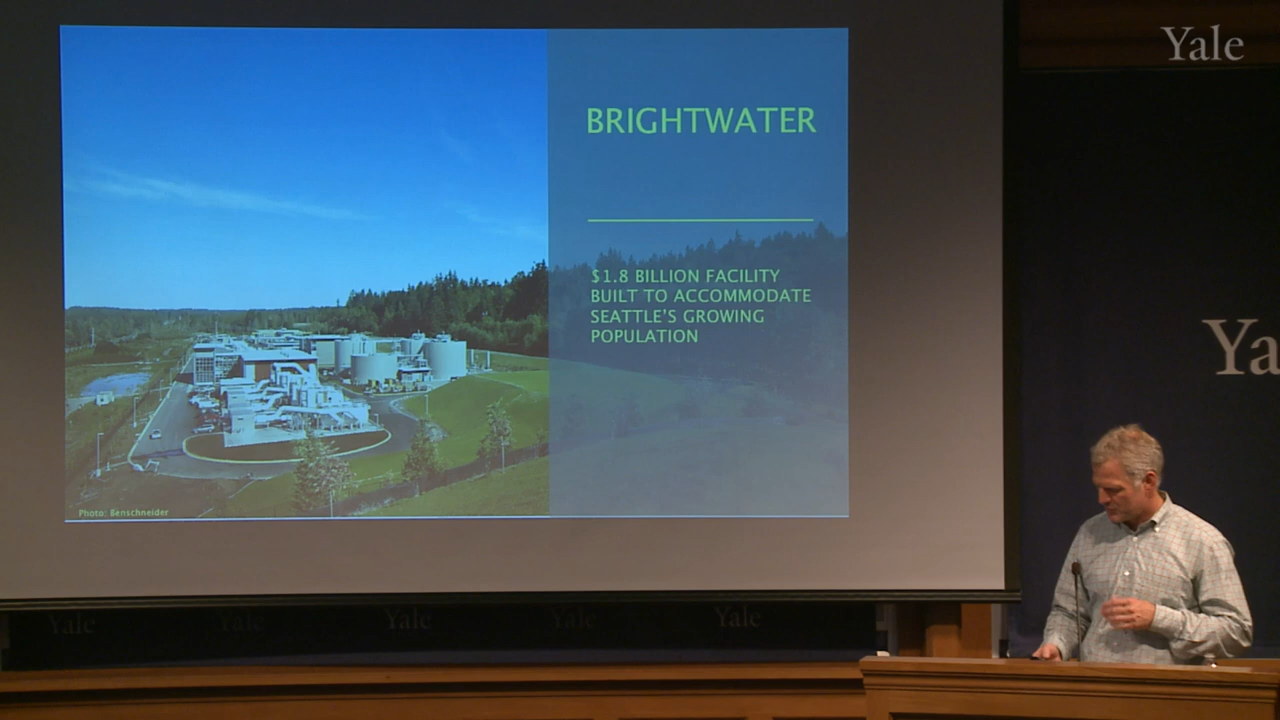 Yale
BRIGHTWATER
$1.8 BILLION FACILITY
BUILT TO ACCOMMODATE
SEATTLE'S GROWING
POPULATION
Ya
Photo: Benschneider
Yale
Yale
Yale
Yale
Yale